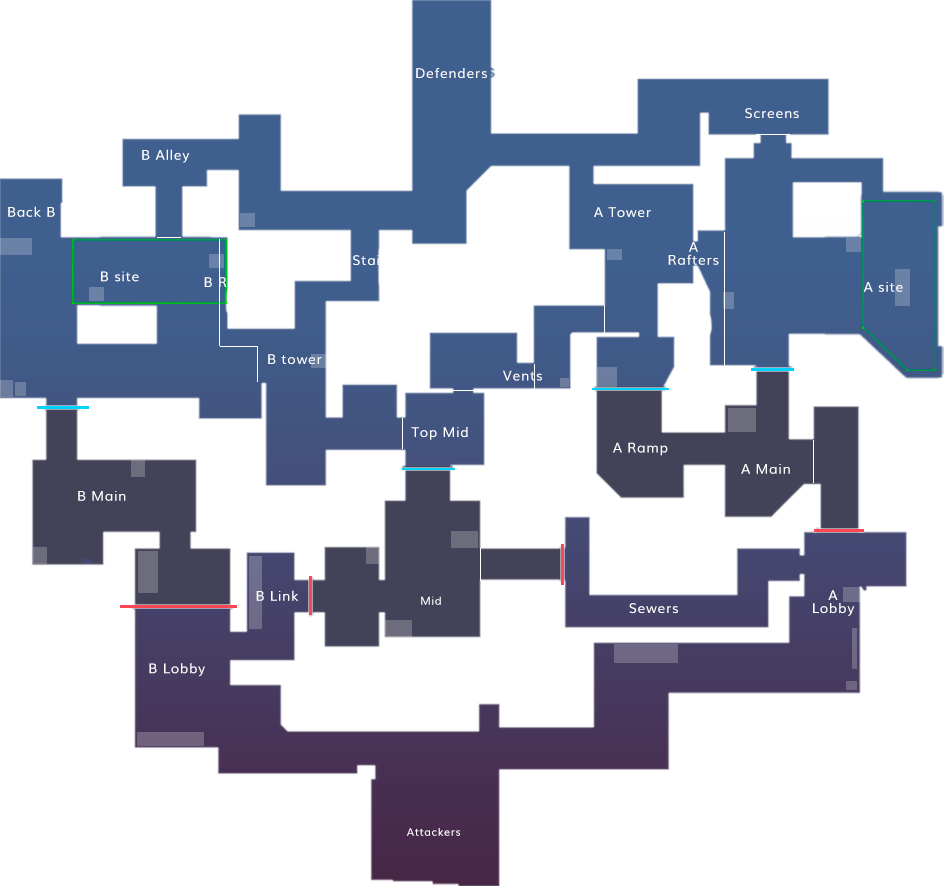 Defenders
Screens
B Alley
Back B
A Tower
A
Rafters
B site
A site
B tower
Vents
Top Mid
A Ramp
A Main
B Main
B Link
Mid
Sewers
A
Lobby
B Lobby
Attackers